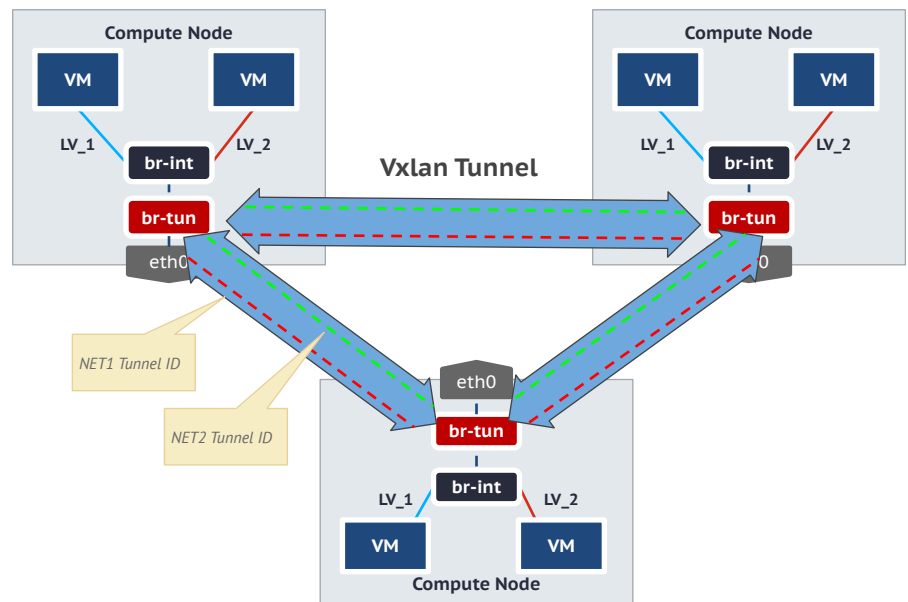 Compute Node
VM
VM
LV_1
LV_2
br-int
br-tun
eth0
Compute Node
VM
VM
LV_1
LV_2
br-int
br-tun
0
Vxlan Tunnel
NET1 Tunnel ID
NET2 Tunnel ID
eth0
br-tun
br-int
LV_1
LV_2
VM
VM
Compute Node